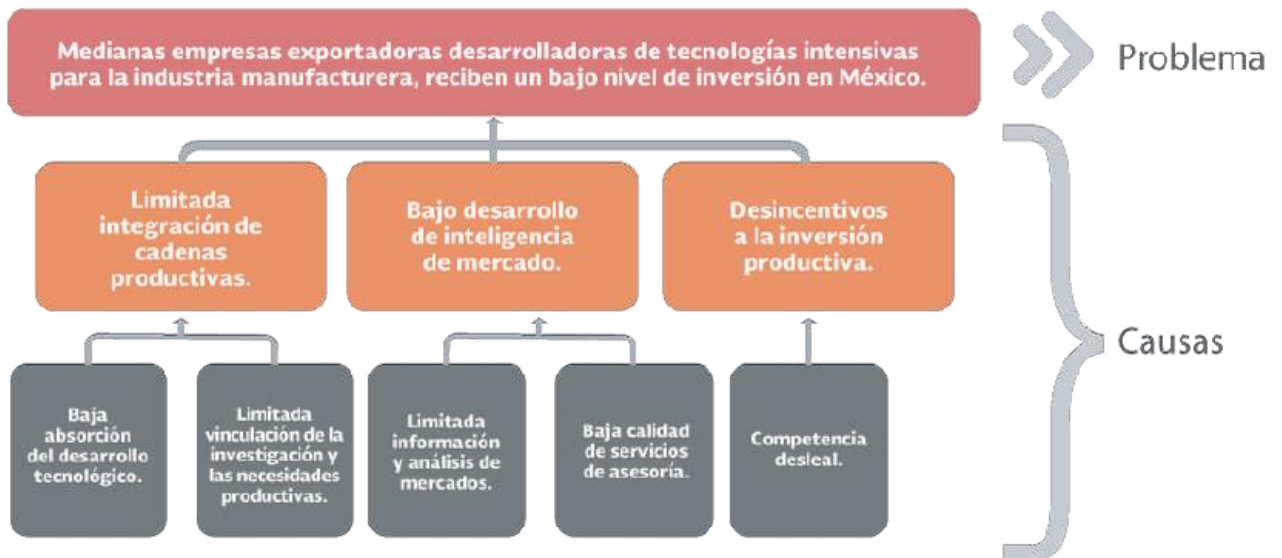 Medianas empresas exportadoras desarrolladoras de tecnologías intensivas
para la industria manufacturera, reciben un bajo nivel de inversión en México.
Problema
Limitada
integración de
cadenas
productivas.
Bajo desarrollo
de inteligencia
de mercado.
Desincentivos
a la inversión
productiva.
Causas
Baja
absorción
del desarrollo
tecnológico.
Limitada
vinculación de la
investigación y
las necesidades
productivas.
Limitada
información
y análisis de
mercados.
Baja calidad
de servicios
de asesoría.
Competencia
desleal.